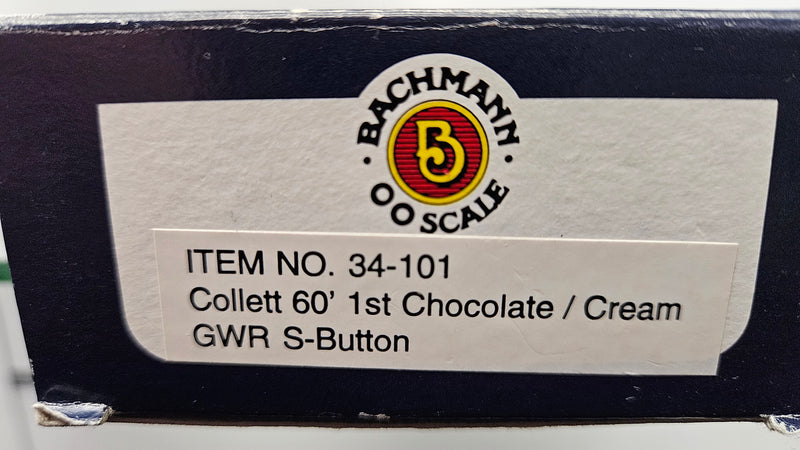 BACHMANN
B
OO SCALE
ITEM NO. 34-101
Collett 60' 1st Chocolate / Cream
GWR S-Button